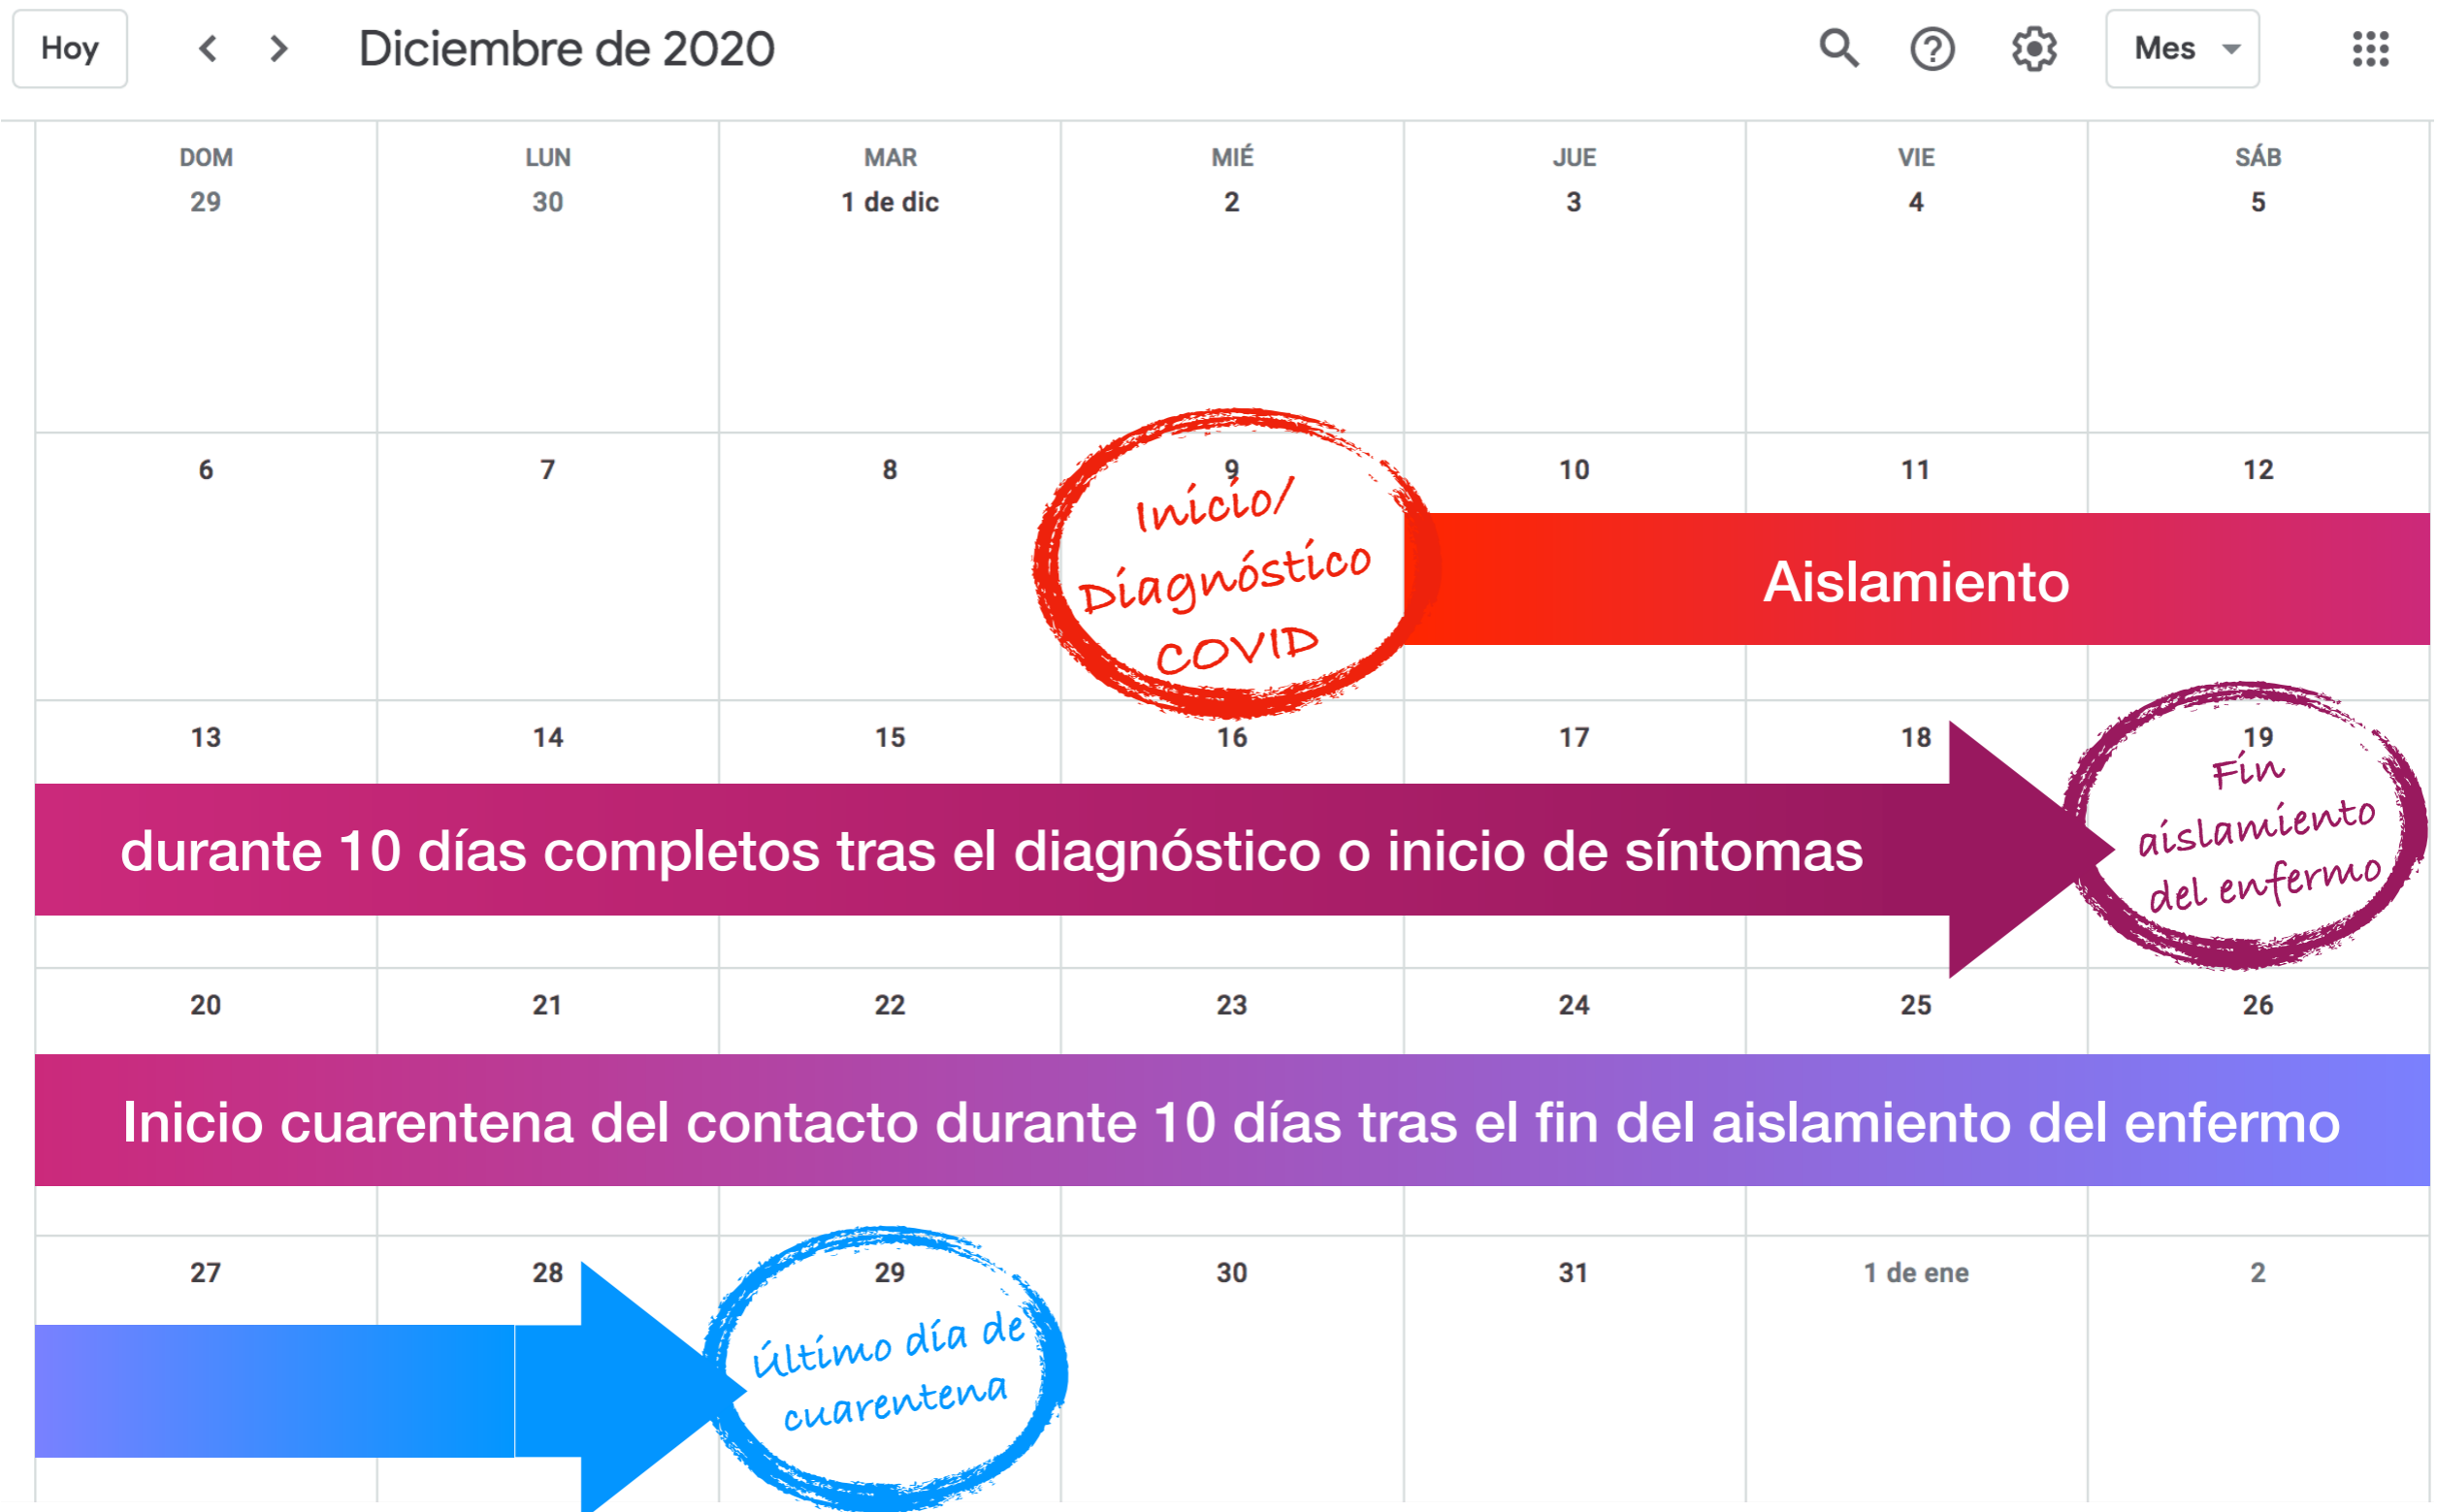 Hoy Diciembre de 2020 Mes
DOM LUN MAR MIÉ JUE VIE SÁB
29 30 1 de dic 2 3 4 5
6 7 8 9 10 11 12
Inicio/
Diagnóstico
COVID
Aislamiento
13 14 15 16 17 18 19
Fin
aislamiento
del enfermo
durante 10 días completos tras el diagnóstico o inicio de síntomas
20 21 22 23 24 25 26
Inicio cuarentena del contacto durante 10 días tras el fin del aislamiento del enfermo
27 28 29 30 31 1 de ene 2
último día de
cuarentena